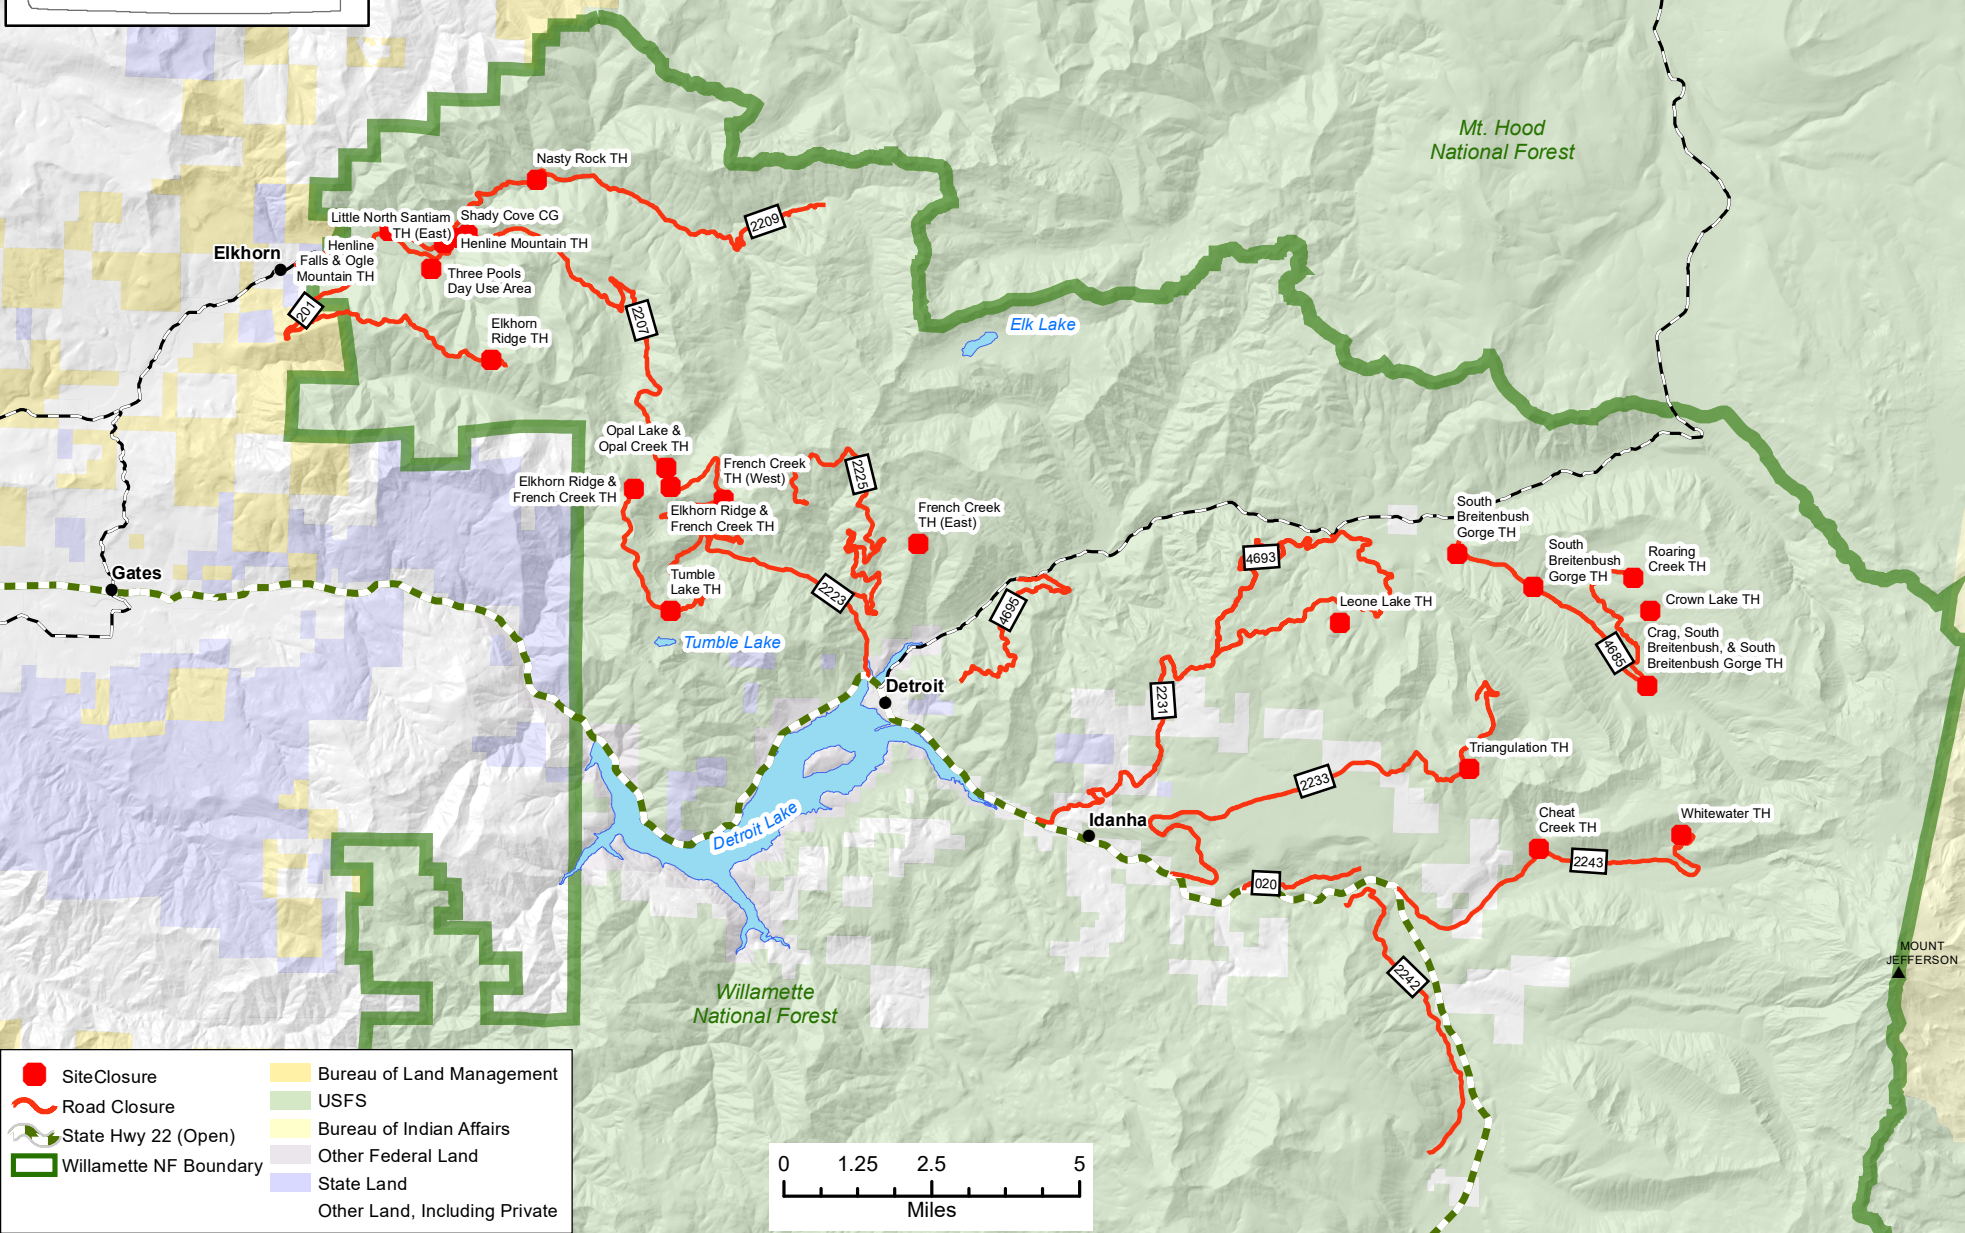 Mt. Hood
National Forest
Nasty Rock TH
Little North Santiam
TH (East)
Shady Cove CG
2209
Henline Mountain TH
Elkhorn
Henline
Falls & Ogle
Mountain TH
Three Pools
Day Use Area
201
2207
Elkhorn
Ridge TH
Elk Lake
Opal Lake &
Opal Creek TH
French Creek
TH (West)
2225
Elkhorn Ridge &
French Creek TH
Elkhorn Ridge &
French Creek TH
French Creek
TH (East)
South
Breitenbush
Gorge TH
South
Breitenbush
Gorge TH
Roaring
Creek TH
4693
Gates
Tumble
Lake TH
2223
4695
Leone Lake TH
Crown Lake TH
Tumble Lake
Crag, South
Breitenbush, & South
Breitenbush Gorge TH
4685
Detroit
2231
Triangulation TH
2233
Detroit Lake
Idanha
Cheat
Creek TH
Whitewater TH
2243
020
MOUNT
JEFFERSON
2242
Willamette
National Forest
SiteClosure
Road Closure
State Hwy 22 (Open)
Willamette NF Boundary
Bureau of Land Management
USFS
Bureau of Indian Affairs
Other Federal Land
State Land
Other Land, Including Private
0 1.25 2.5 5
Miles